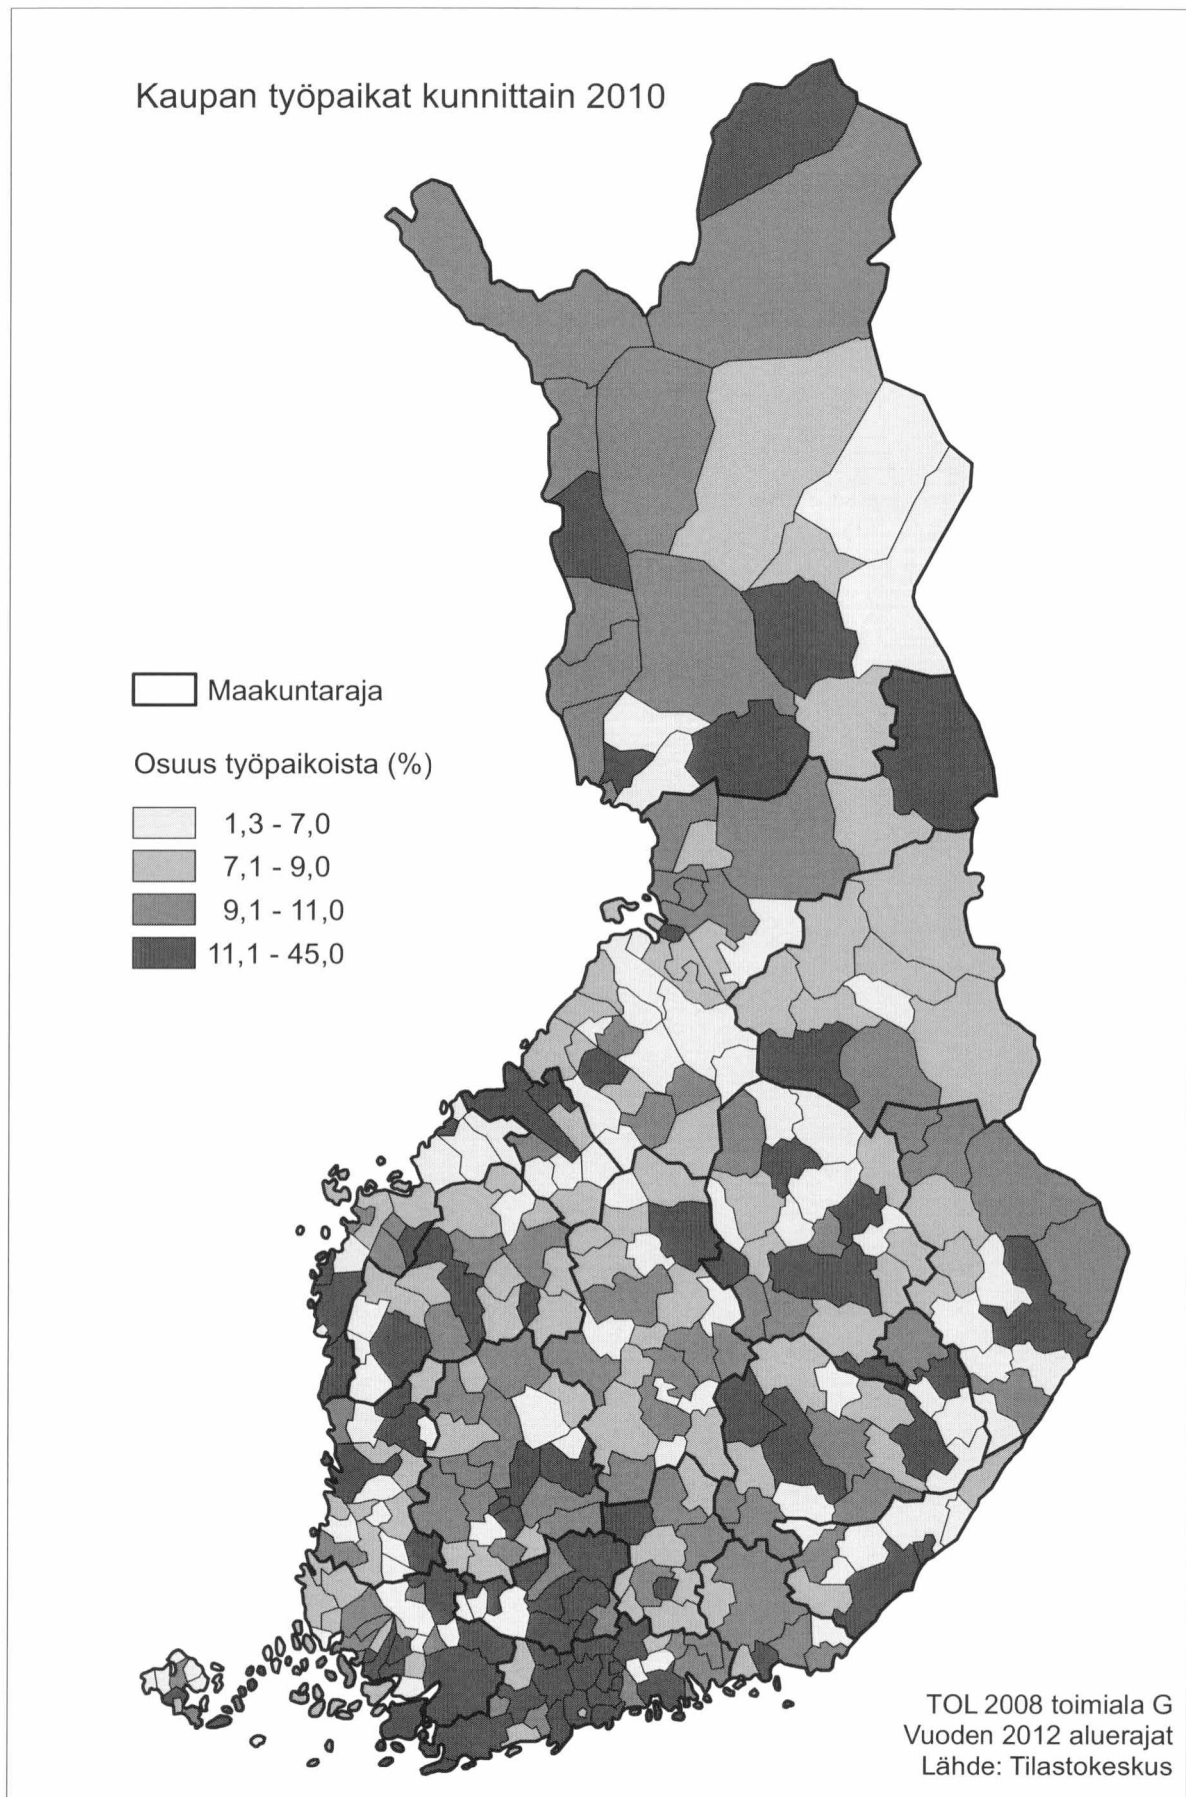 Kaupan työpaikat kunnittain 2010
Maakuntaraja
Osuus työpaikoista (%)
1,3 - 7,0
7,1 - 9,0
9,1 - 11,0
11,1 - 45,0
TOL 2008 toimiala G
Vuoden 2012 aluerajat
Lähde: Tilastokeskus